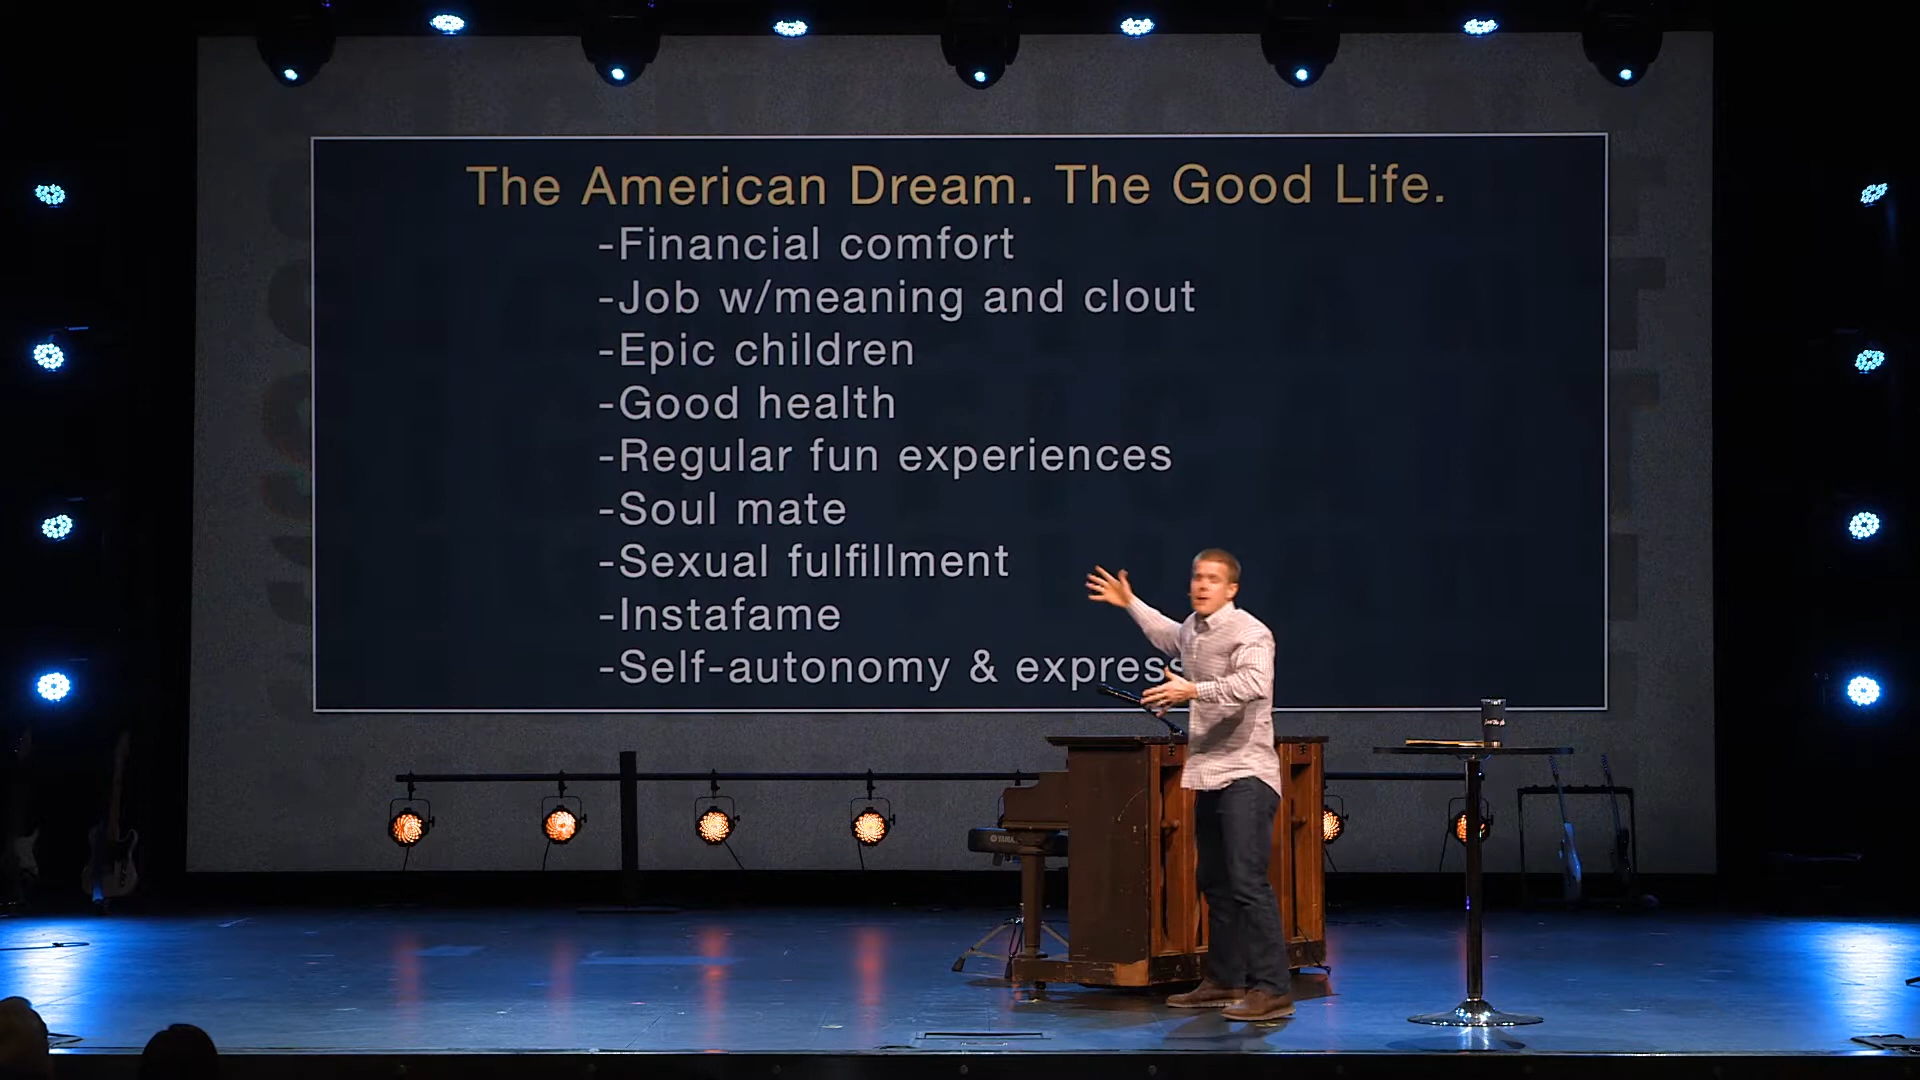 The American Dream. The Good Life.
-Financial comfort
-Job w/meaning and clout
-Epic children
-Good health
-Regular fun experiences
-Soul mate
-Sexual fulfillment
-Instafame
-Self-autonomy & express
YAMAHA